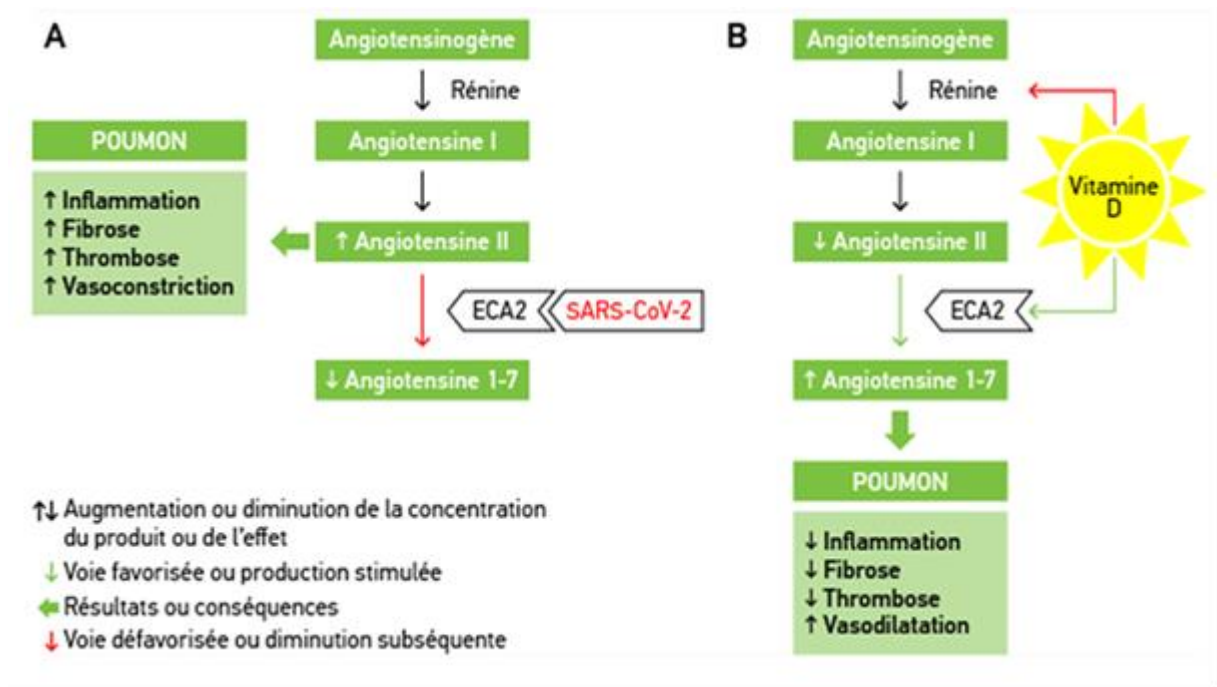 A
Angiotensinogène
Rénine
Angiotensine I
POUMON
↑ Inflammation
↑ Fibrose
↑ Thrombose
↑ Vasoconstriction
↑ Angiotensine II
ECA2
SARS-CoV-2
↓ Angiotensine 1-7
↑↓ Augmentation ou diminution de la concentration
du produit ou de l'effet
↓ Voie favorisée ou production stimulée
Résultats ou conséquences
↓ Voie défavorisée ou diminution subséquente
B
Angiotensinogène
Rénine
Angiotensine I
Vitamine
D
↓ Angiotensine II
ECA2
↑ Angiotensine 1-7
POUMON
↓ Inflammation
↓ Fibrose
↓ Thrombose
↑ Vasodilatation